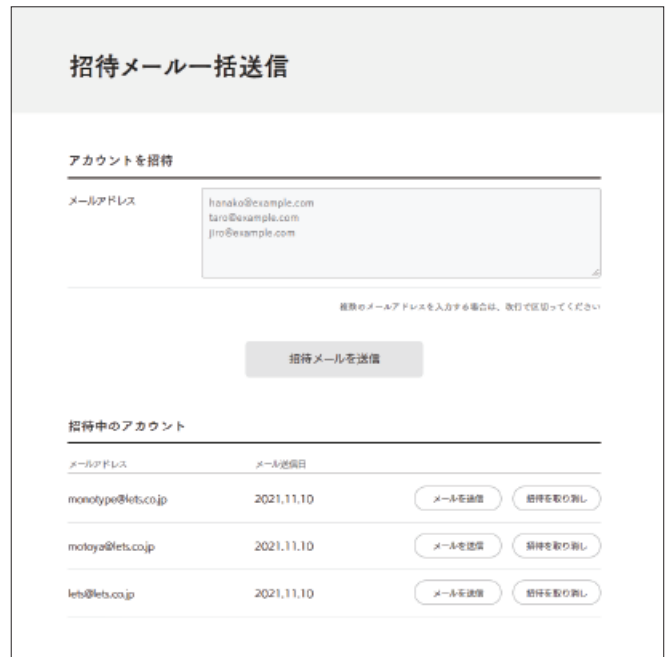 招待メール一括送信
アカウントを招待
メールアドレス
hanako@example.com
taro@example.com
jiro@example.com
複数のメールアドレスを入力する場合は、改行で区切ってください
招待メールを送信
招待中のアカウント
メールアドレス メール送信日
monotype@lets.co.jp 2021.11.10 メールを送信 招待を取り消し
motoya@lets.co.jp 2021.11.10 メールを送信 招待を取り消し
lets@lets.co.jp 2021.11.10 メールを送信 招待を取り消し